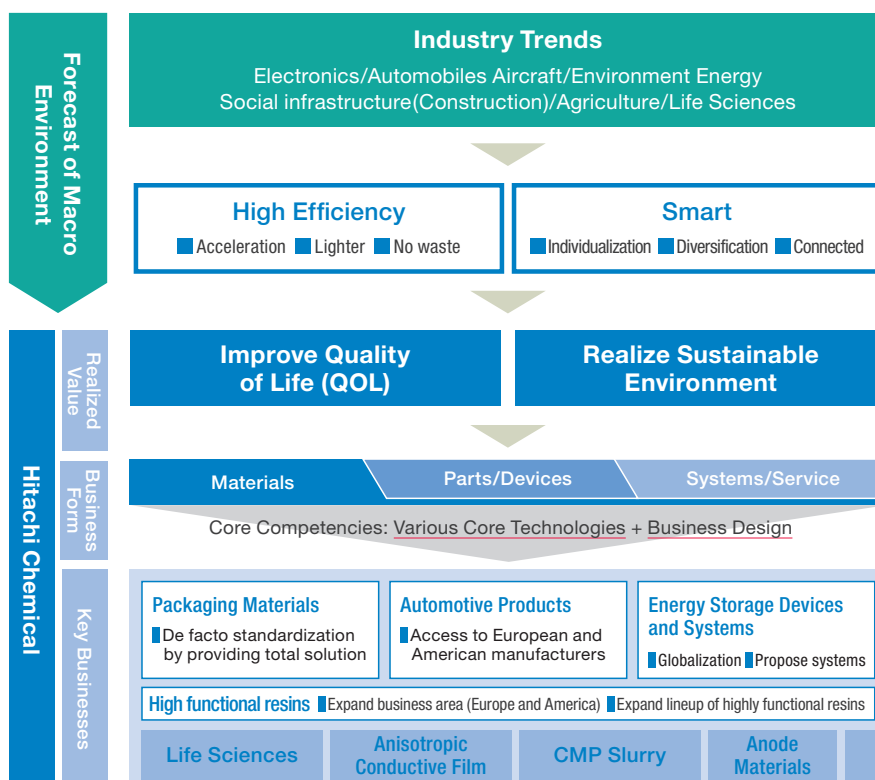 Forecast of Macro
Environment
Industry Trends
Electronics/Automobiles Aircraft/Environment Energy
Social infrastructure(Construction)/Agriculture/Life Sciences
High Efficiency
Acceleration Lighter No waste
Smart
Individualization Diversification Connected
Hitachi Chemical
Realized
Value
Improve Quality
of Life (QOL)
Realize Sustainable
Environment
Business
Form
Materials
Parts/Devices
Systems/Service
Core Competencies: Various Core Technologies + Business Design
Key Businesses
Packaging Materials
De facto standardization
by providing total solution
Automotive Products
Access to European and
American manufacturers
Energy Storage Devices
and Systems
Globalization Propose systems
High functional resins Expand business area (Europe and America) Expand lineup of highly functional resins
Life Sciences
Anisotropic
Conductive Film
CMP Slurry
Anode
Materials